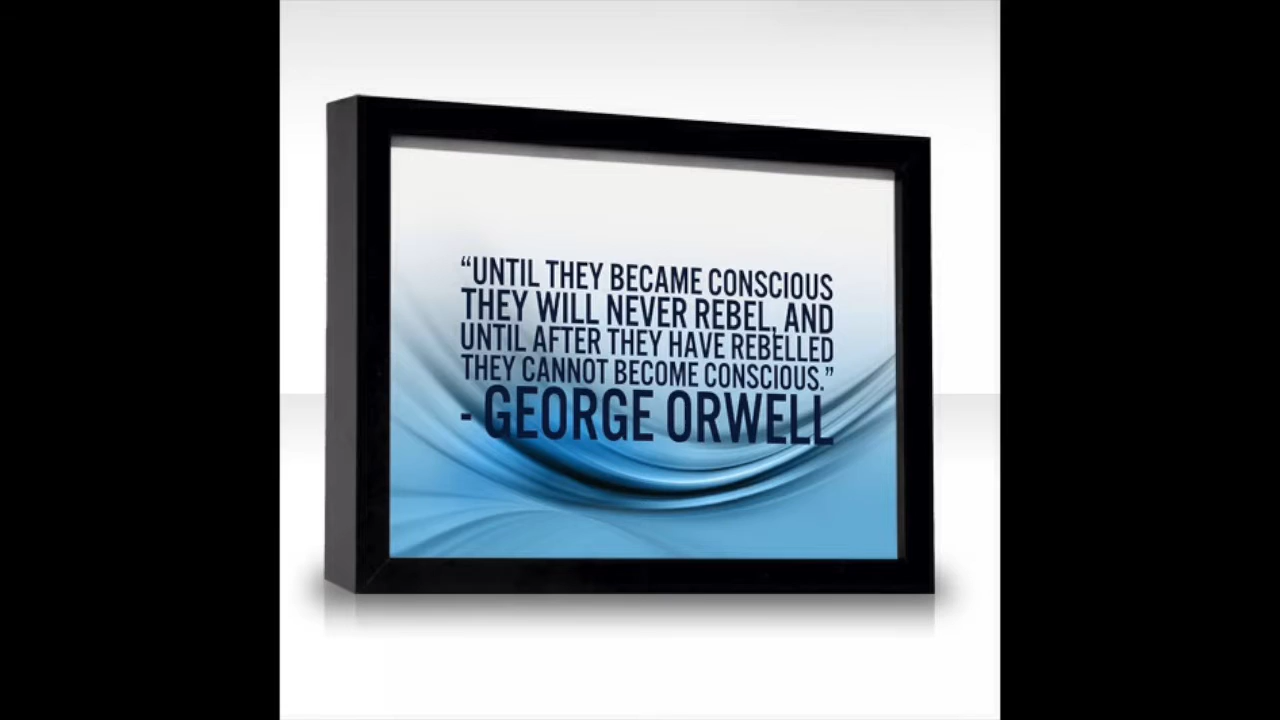 “UNTIL THEY BECAME CONSCIOUS
THEY WILL NEVER REBEL, AND
UNTIL AFTER THEY HAVE REBELLED
THEY CANNOT BECOME CONSCIOUS.”
- GEORGE ORWELL